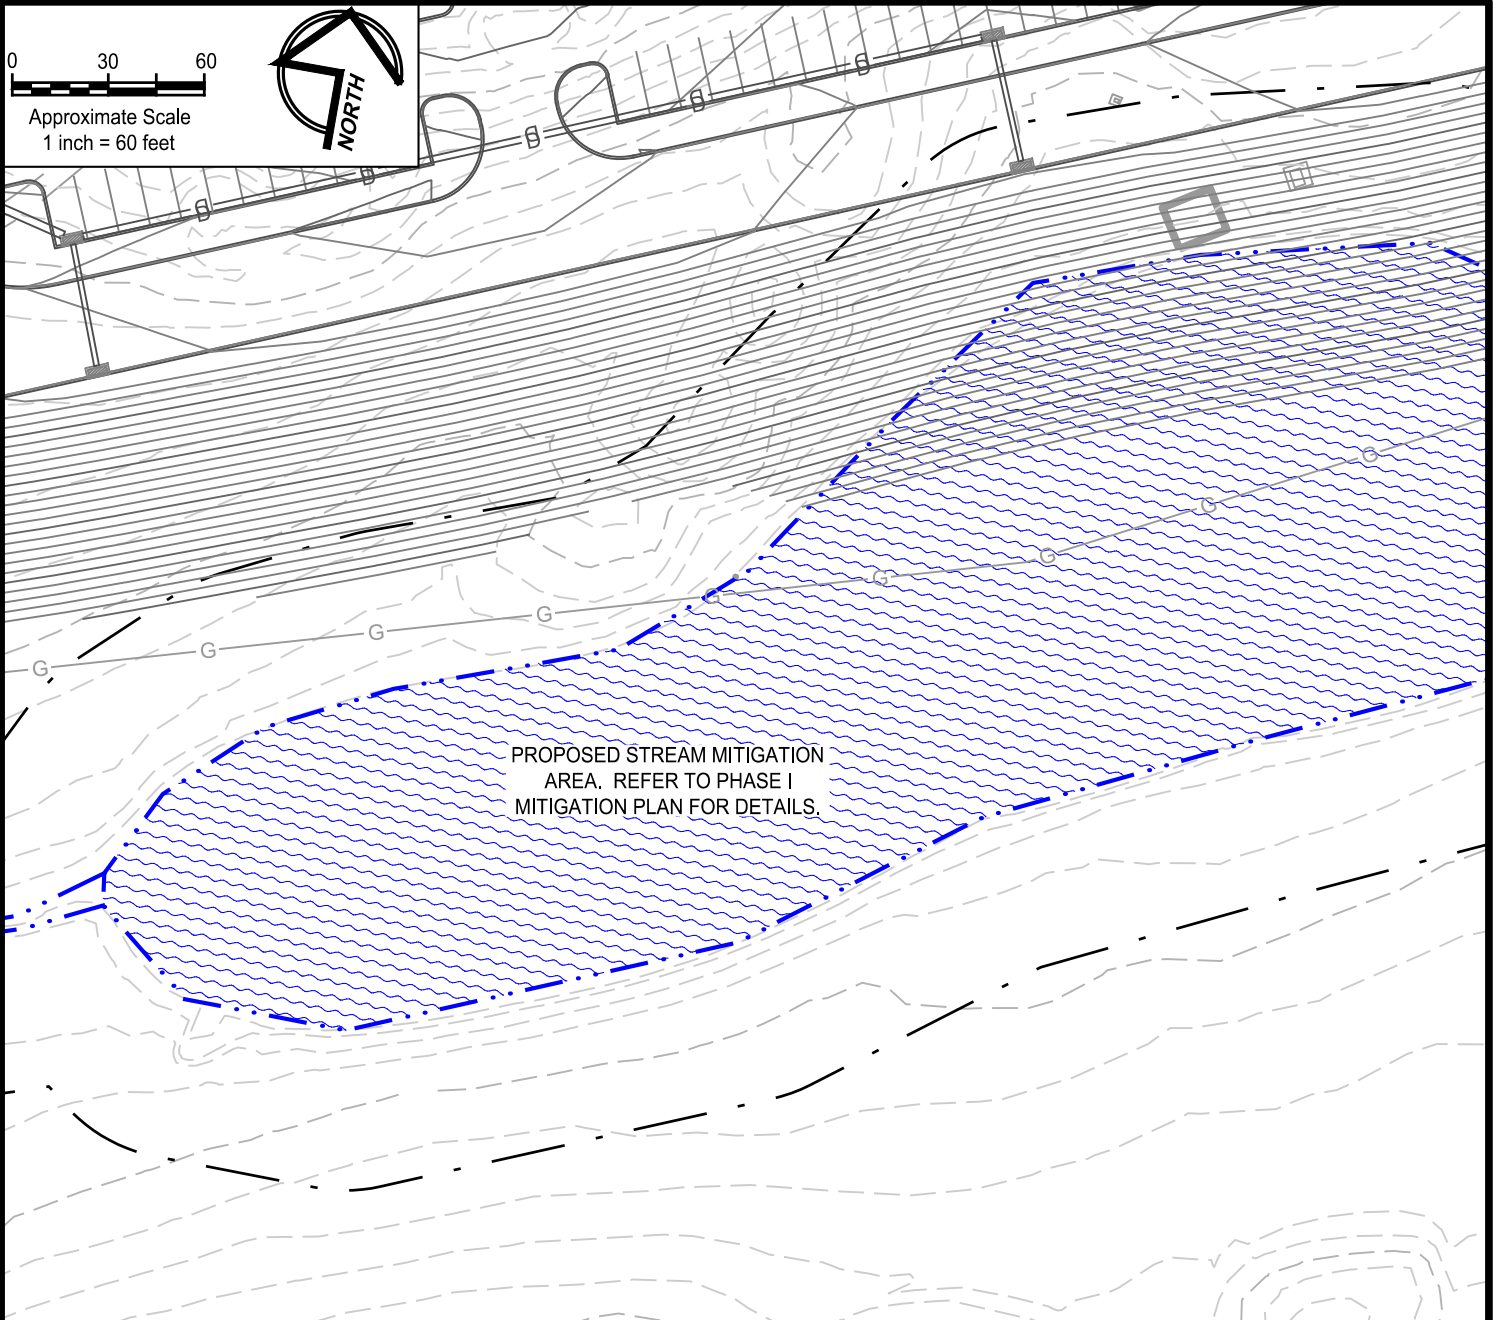 0 30 60
Approximate Scale
1 inch = 60 feet
NORTH
D
D
D
D
D
G
G
G
G
G
G
G
G
G
PROPOSED STREAM MITIGATION
AREA. REFER TO PHASE I
MITIGATION PLAN FOR DETAILS.